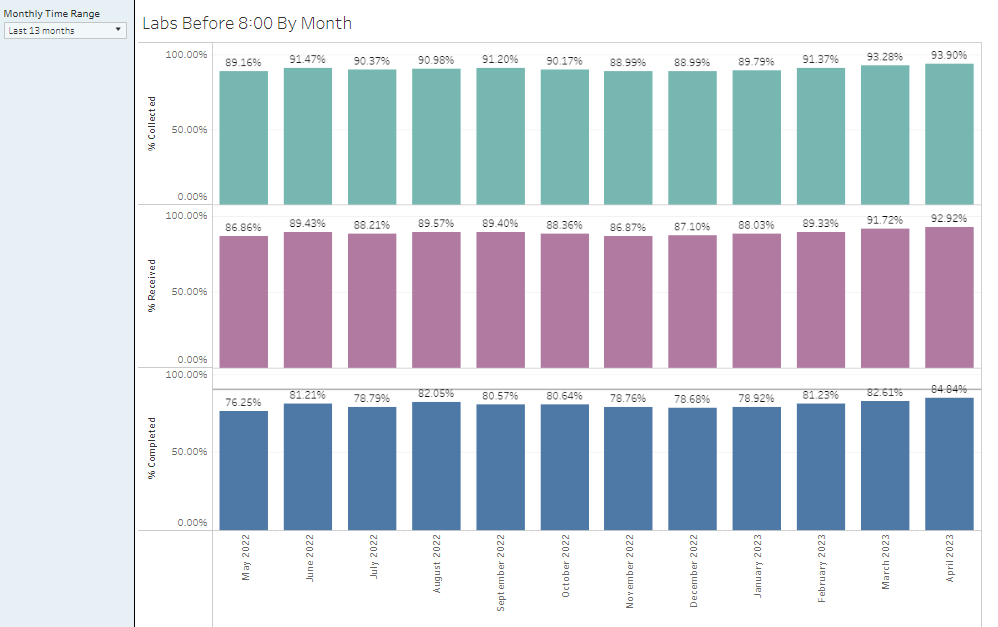 Monthly Time Range
Last 13 months
Labs Before 8:00 By Month
% Collected
100.00%
50.00%
0.00%
89.16% 91.47% 90.37% 90.98% 91.20% 90.17% 88.99% 88.99% 89.79% 91.37% 93.28% 93.90%
% Received
100.00%
50.00%
0.00%
86.86% 89.43% 88.21% 89.57% 89.40% 88.36% 86.87% 87.10% 88.03% 89.33% 91.72% 92.92%
% Completed
100.00%
50.00%
0.00%
76.25% 81.21% 78.79% 82.05% 80.57% 80.64% 78.76% 78.68% 78.92% 81.23% 82.61% 84.84%
May 2022
June 2022
July 2022
August 2022
September 2022
October 2022
November 2022
December 2022
January 2023
February 2023
March 2023
April 2023